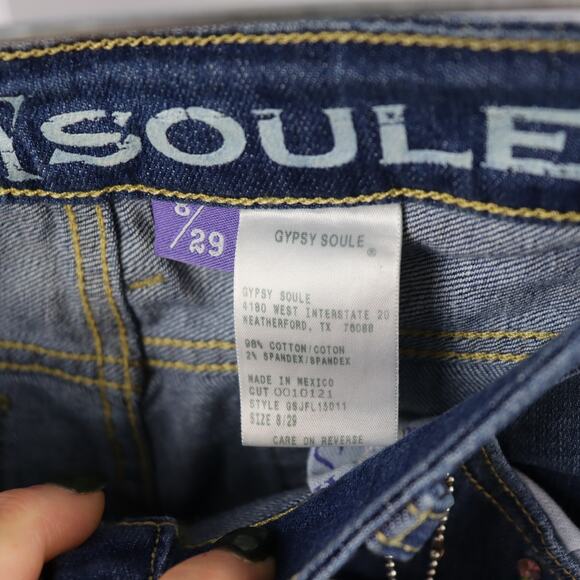 SOULE
8/29
GYPSY SOULE ®
GYPSY SOULE
4180 WEST INTERSTATE 20
WEATHERFORD, TX 76088
98% COTTON/COTON
2% SPANDEX/SPANDEX
MADE IN MEXICO
CUT 0010121
STYLE GSJFL15011
SIZE 8/29
CARE ON REVERSE